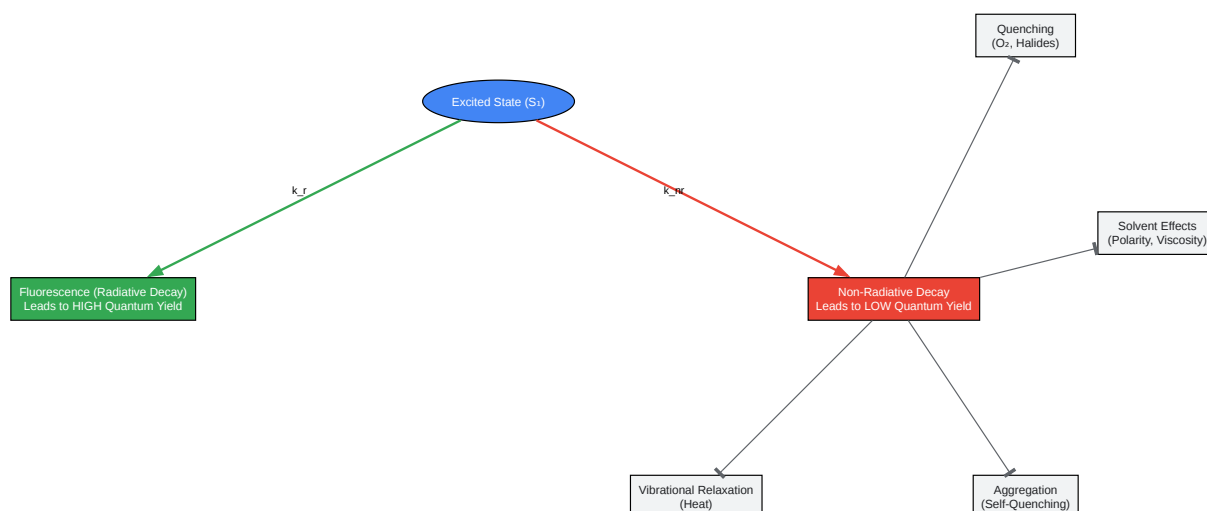 Quenching
(O₂, Halides)
Excited State (S₁)
k_r
k_nr
Solvent Effects
(Polarity, Viscosity)
Fluorescence (Radiative Decay)
Leads to HIGH Quantum Yield
Non-Radiative Decay
Leads to LOW Quantum Yield
Vibrational Relaxation
(Heat)
Aggregation
(Self-Quenching)